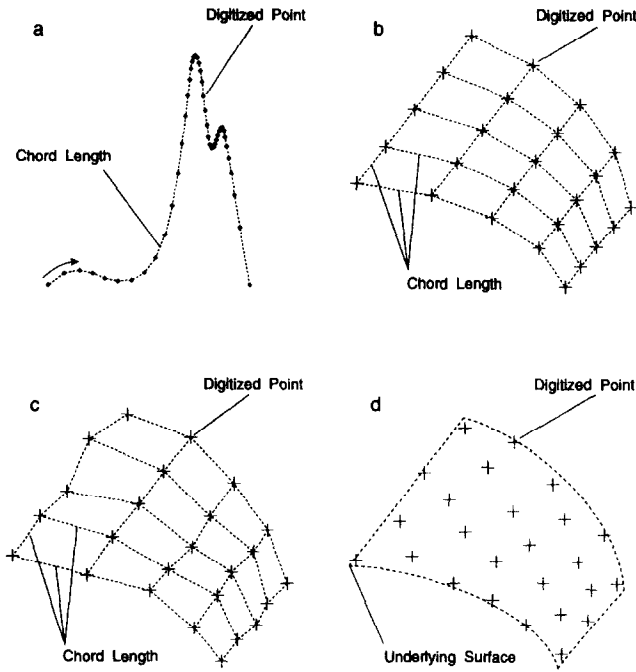 a
Digitized Point
Chord Length
b
Digitized Point
Chord Length
c
Digitized Point
Chord Length
d
Digitized Point
Underlying Surface